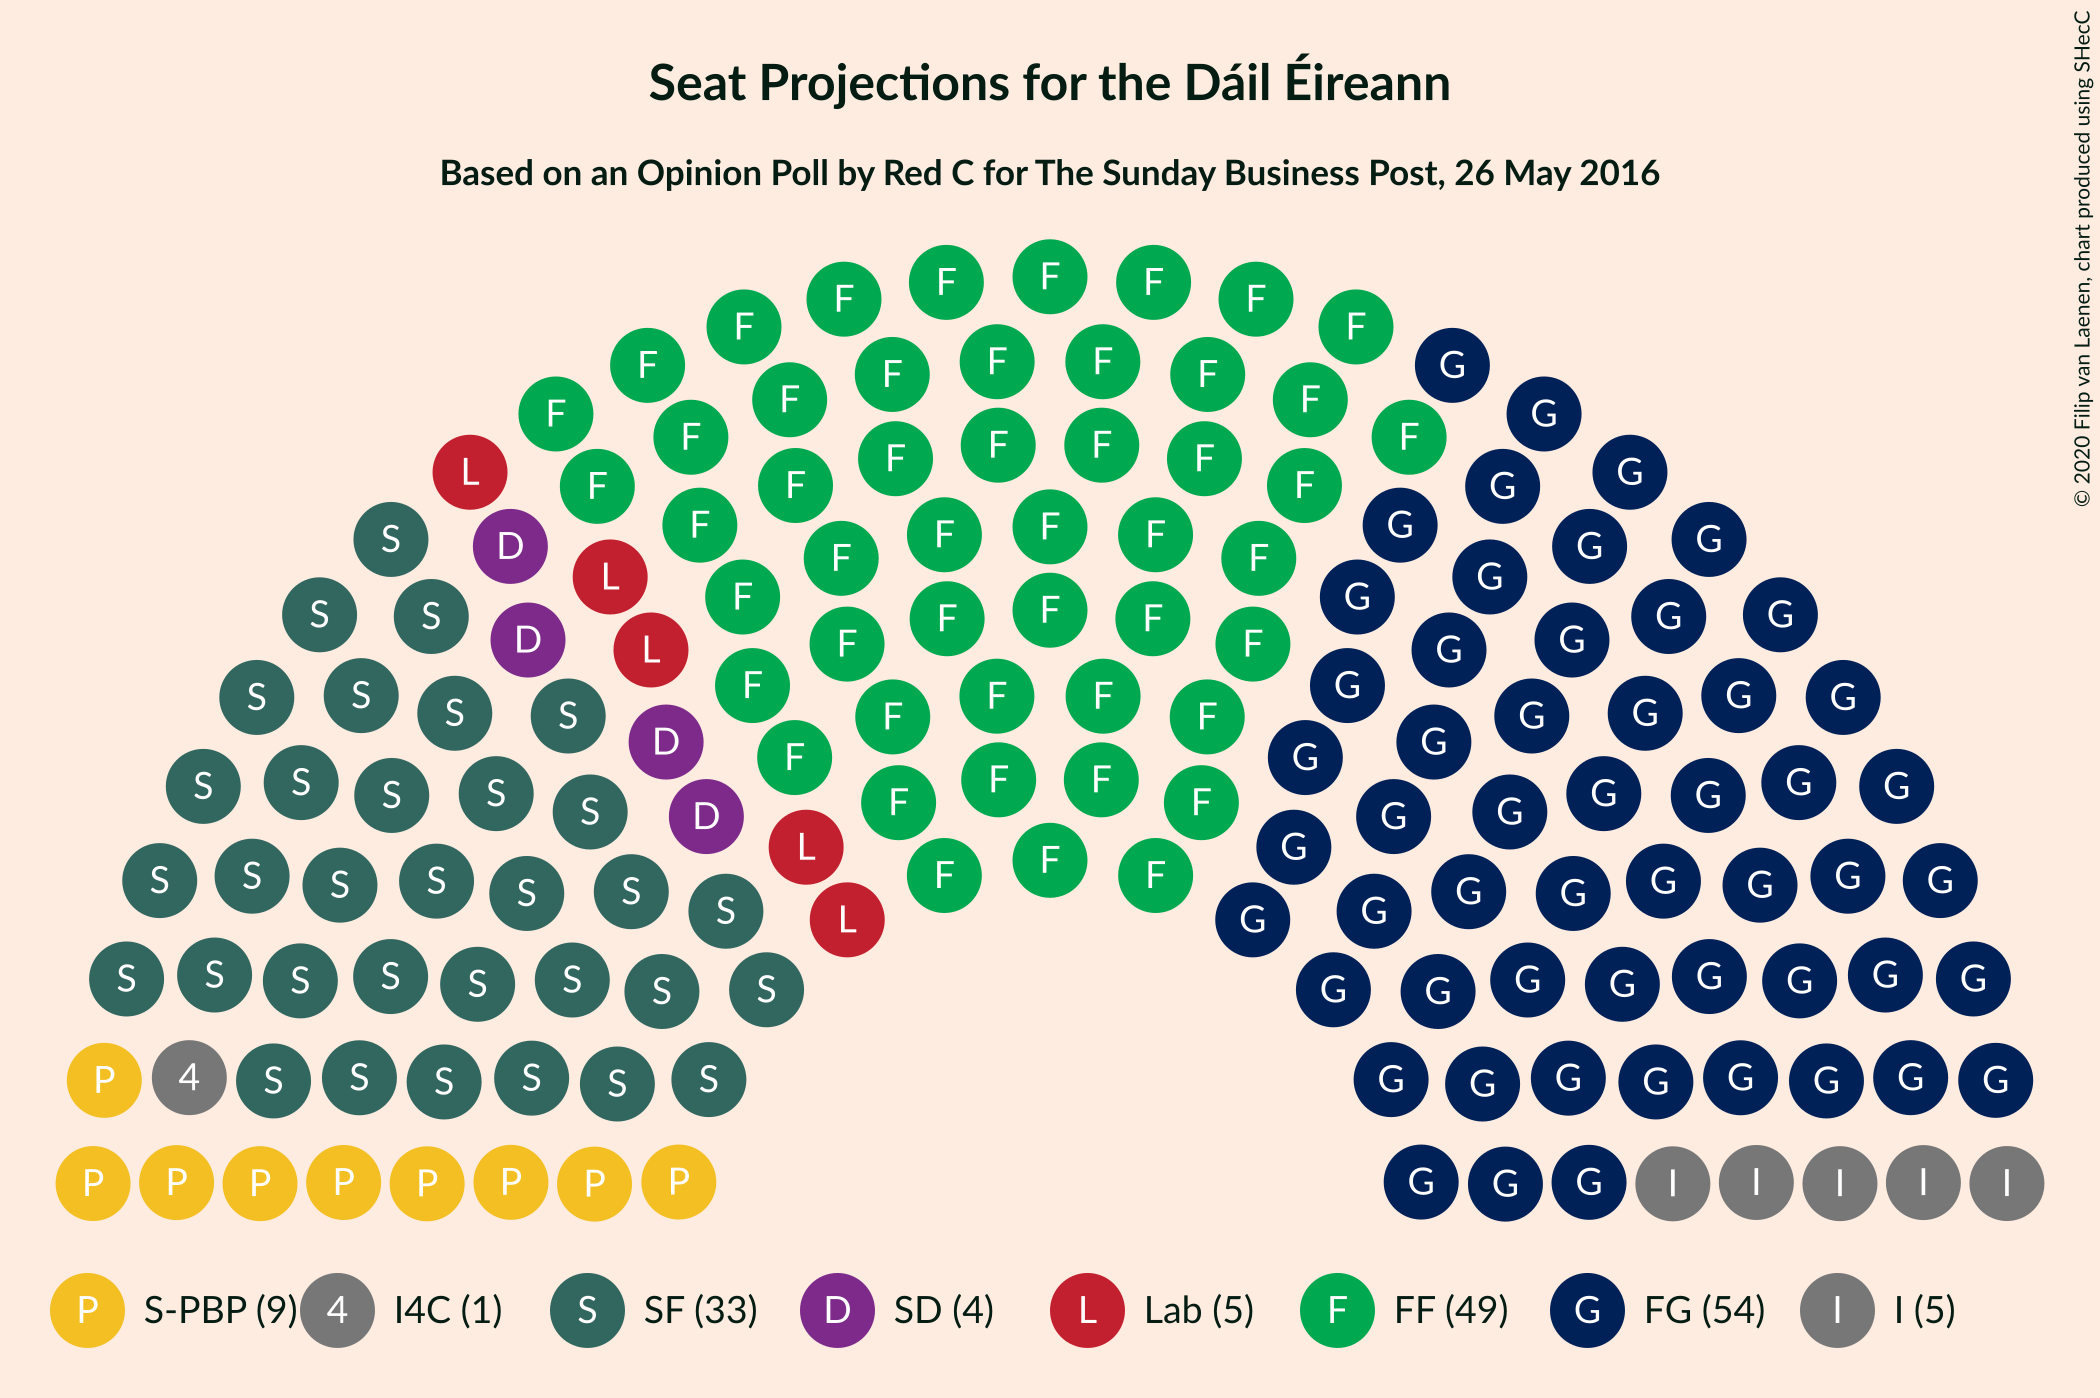 Seat Projections for the Dáil Éireann
Based on an Opinion Poll by Red C for The Sunday Business Post, 26 May 2016
© 2020 Filip van Laenen, chart produced using SHecC
F F F F F
F F F F G
F F F F F F
F F F G
L F F F F F F G G
S D F F F F F G G G
S S D L F F F F F G G G G
S S S S L F F F F F G G G G G
S S S S S D F F F F F G G G G G G
S S S S S S S D L F F F F G G G G G G G G
S S S S S S S S L F F F G G G G G G G G G
P 4 S S S S S S G G G G G G G G
P P P P P P P P G G G I I I I I
P S-PBP (9) 4 I4C (1) S SF (33) D SD (4) L Lab (5) F FF (49) G FG (54) I I (5)